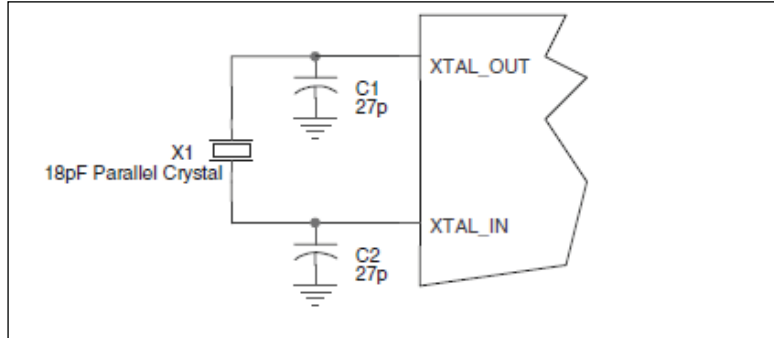 XTAL_OUT
C1
27p
X1
18pF Parallel Crystal
XTAL_IN
C2
27p